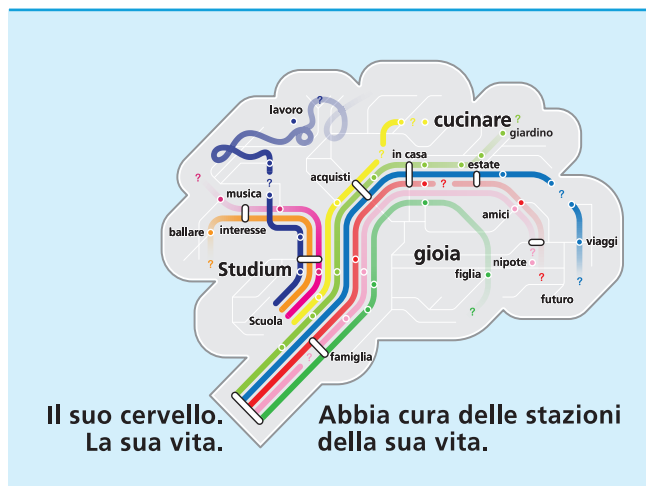 lavoro
?
cucinare
?
?
giardino
in casa
estate
acquisti
?
?
musica
?
?
amici
ballare
interesse
viaggi
gioia
?
?
Studium
nipote
figlia
?
?
futuro
?
Scuola
?
famiglia
Il suo cervello.
La sua vita.
Abbia cura delle stazioni
della sua vita.